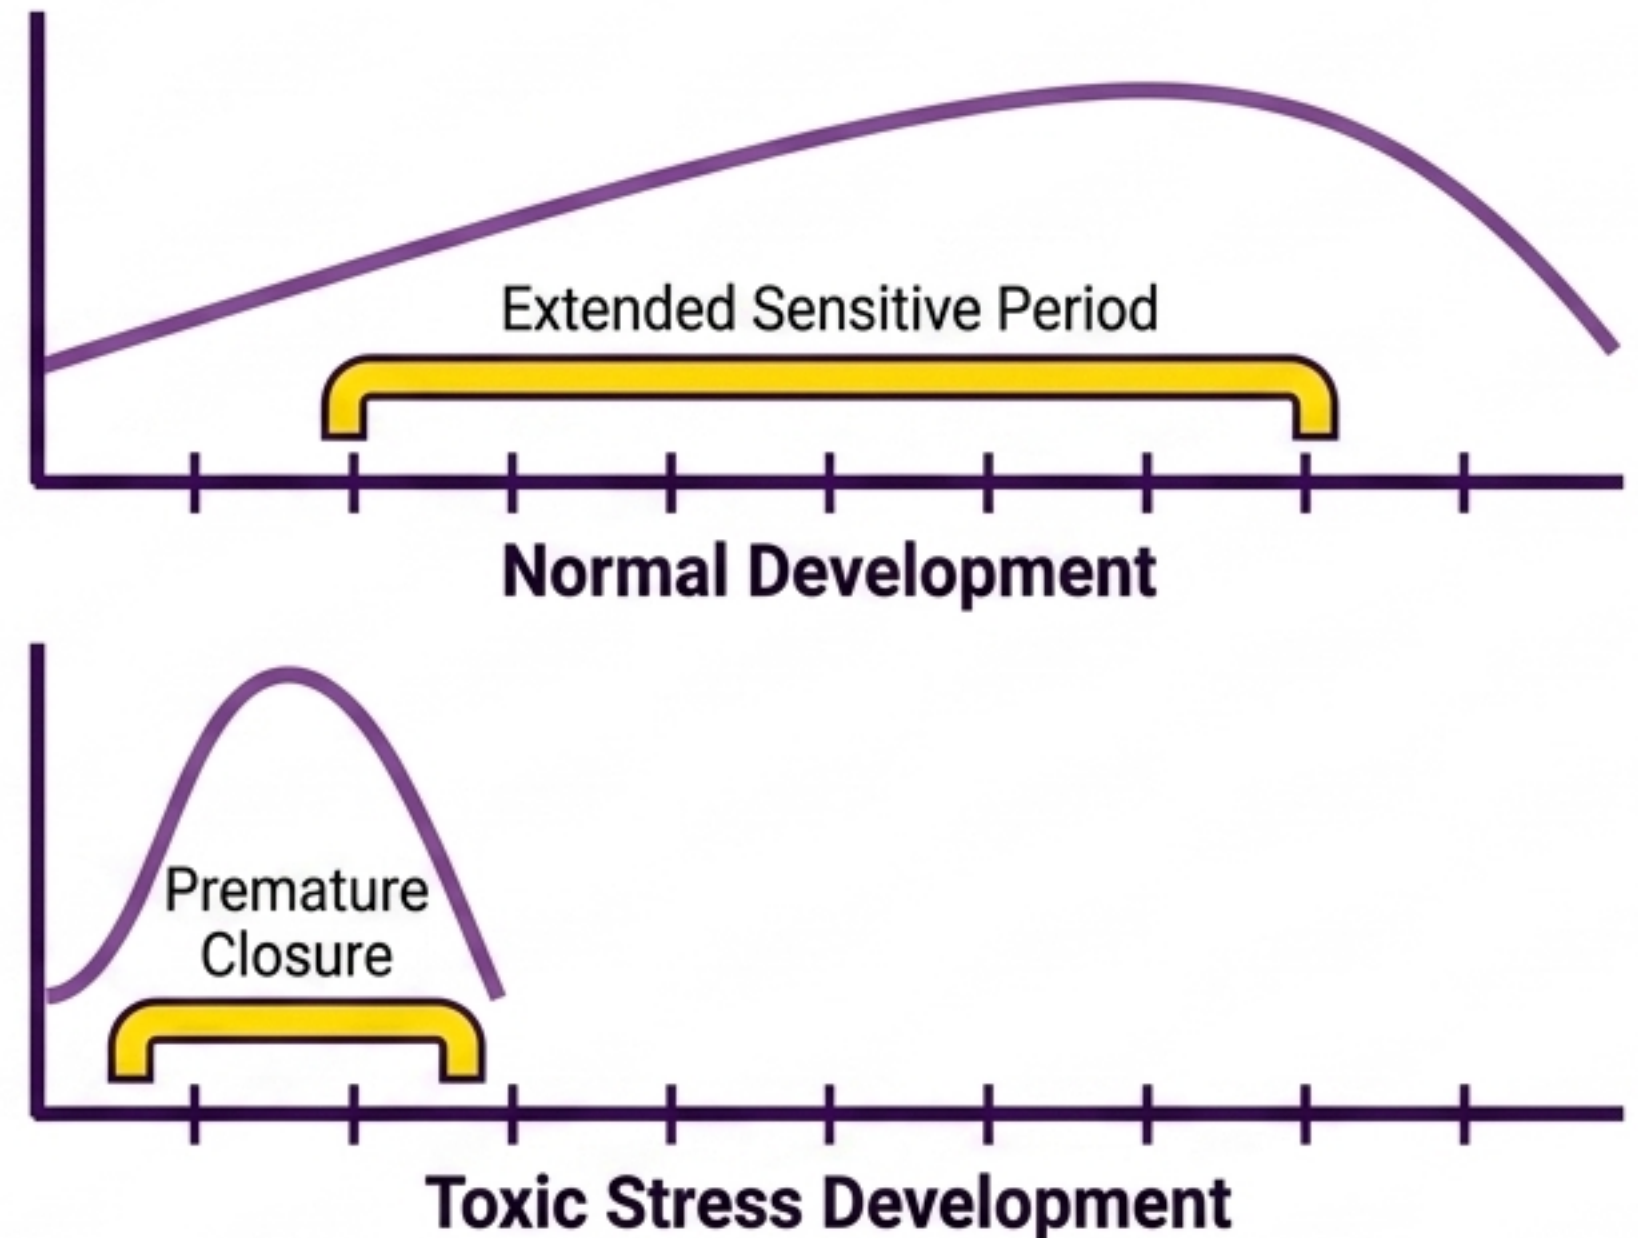 Extended Sensitive Period
Normal Development
Premature
Closure
Toxic Stress Development